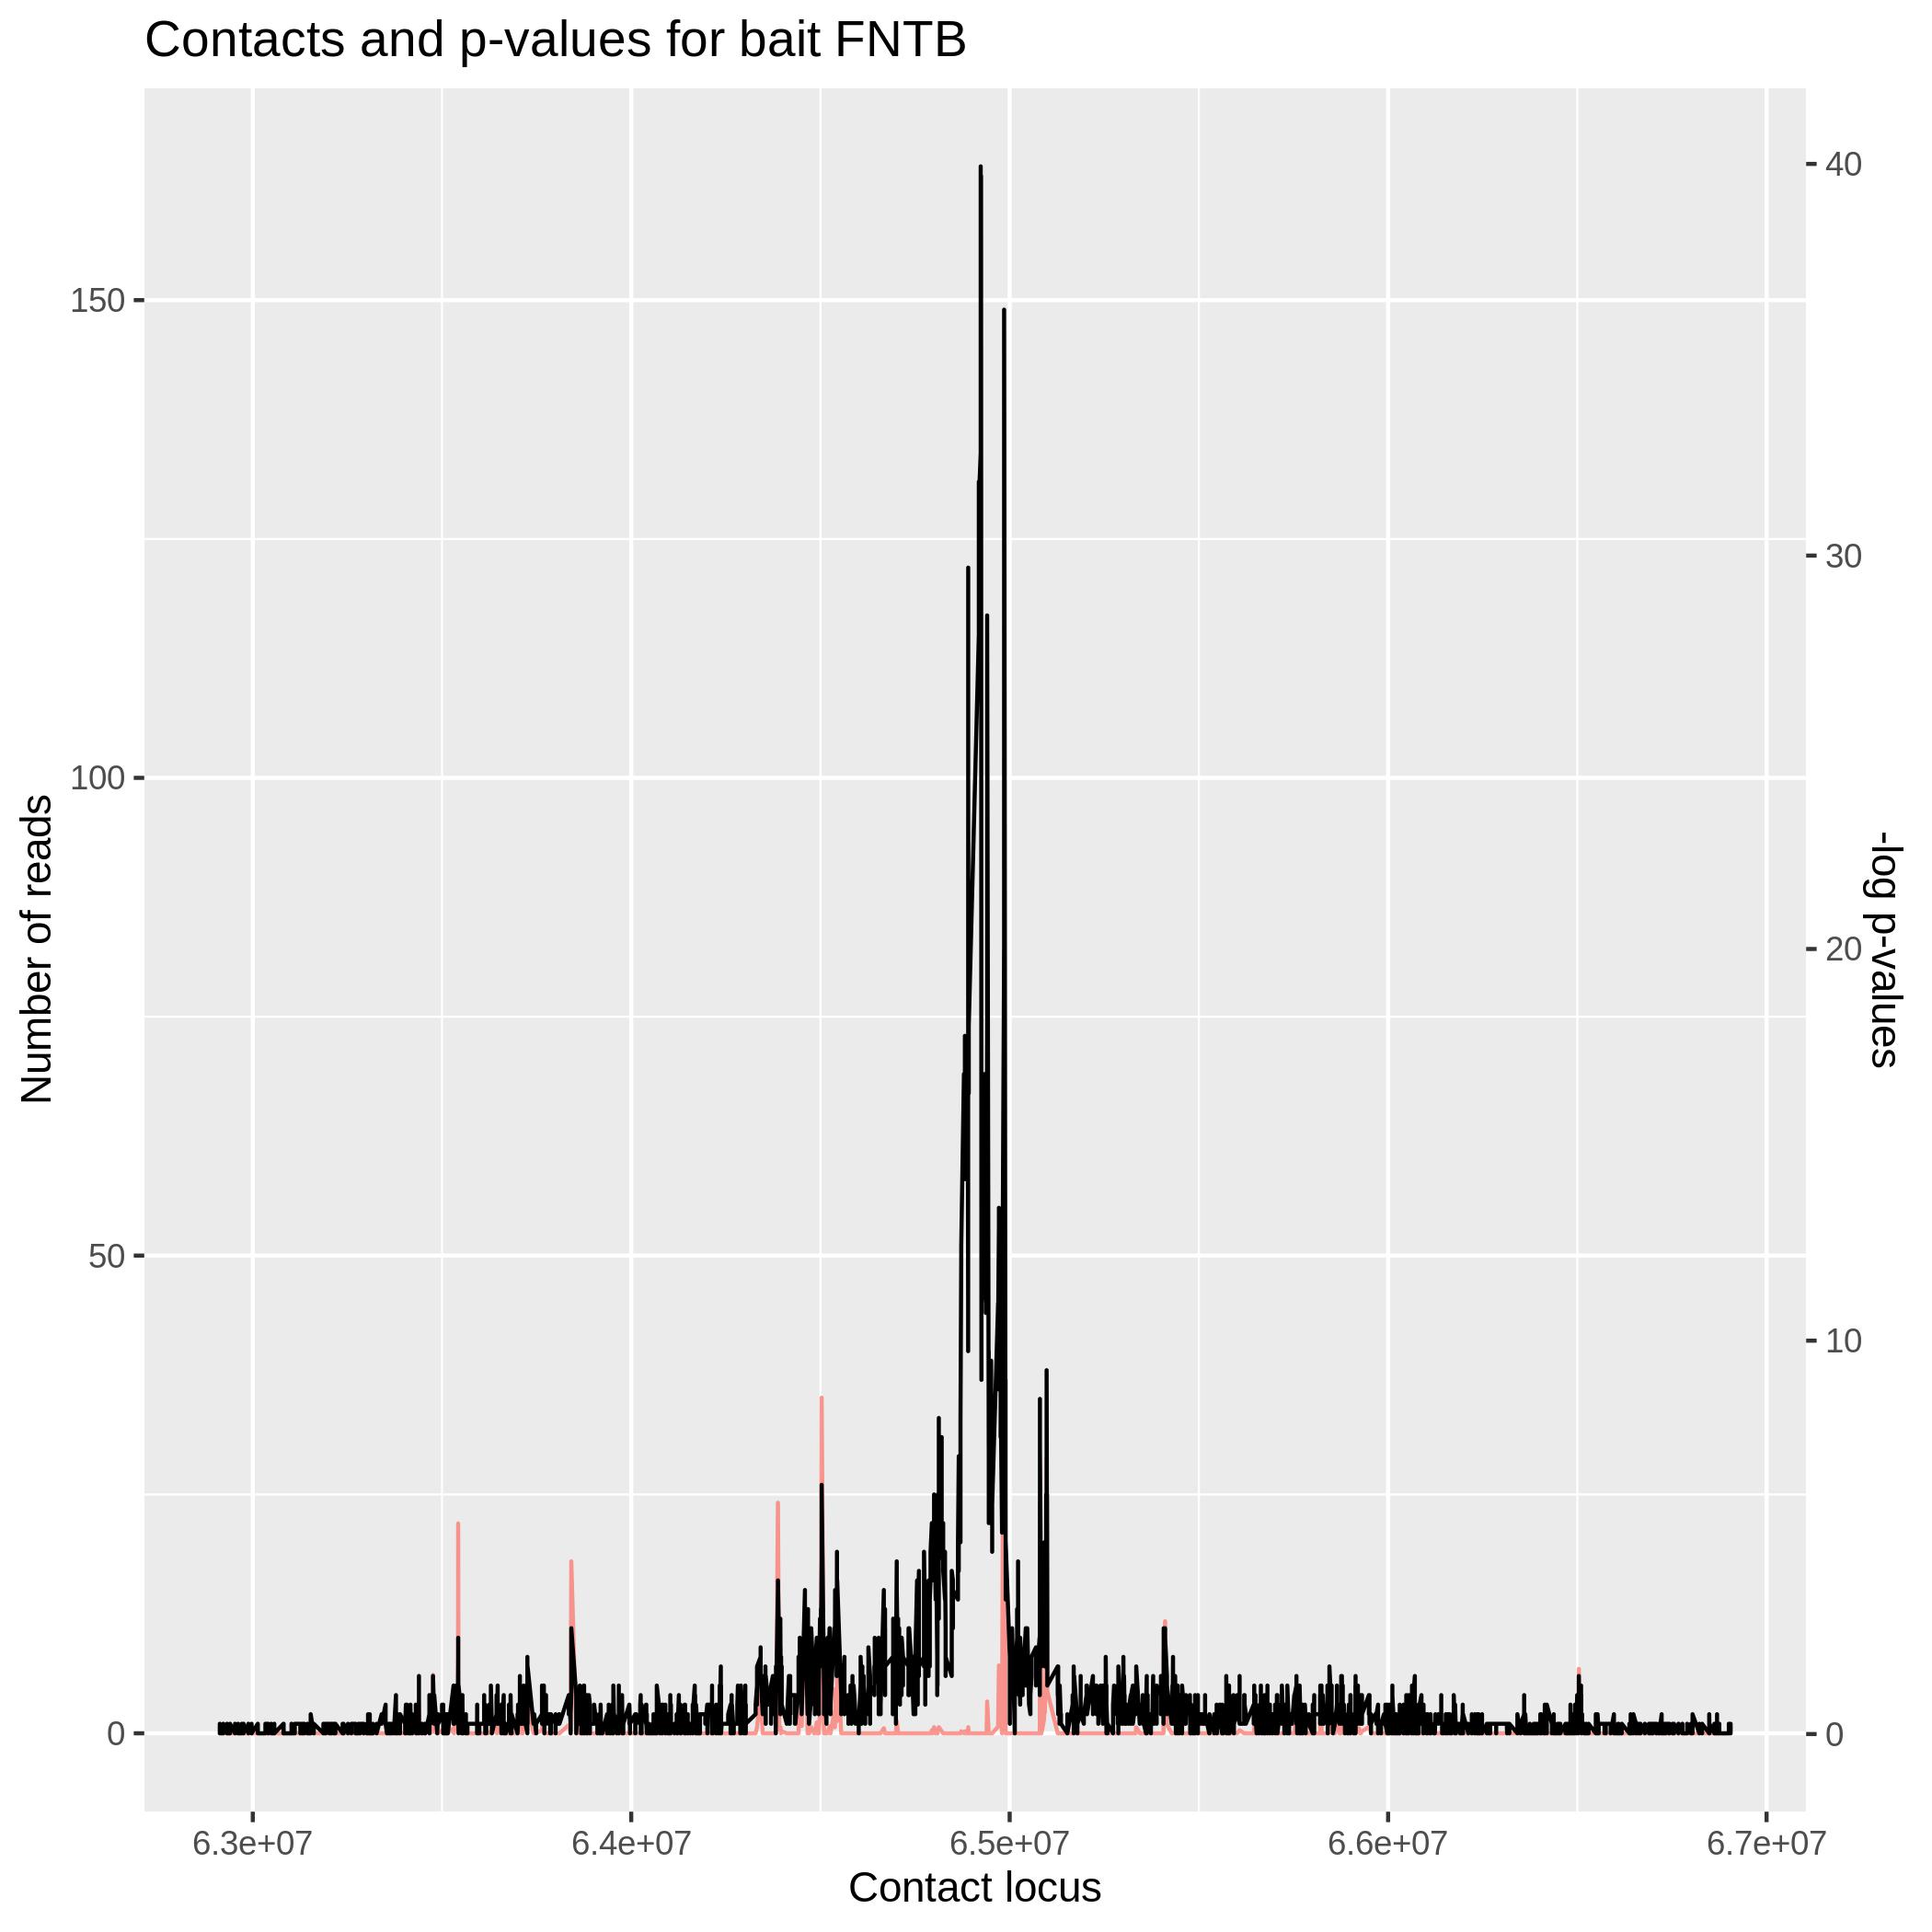 Contacts and p-values for bait FNTB
150
100
50
0
Number of reads
40
30
20
10
0
-log p-values
6.3e+07
6.4e+07
6.5e+07
6.6e+07
6.7e+07
Contact locus